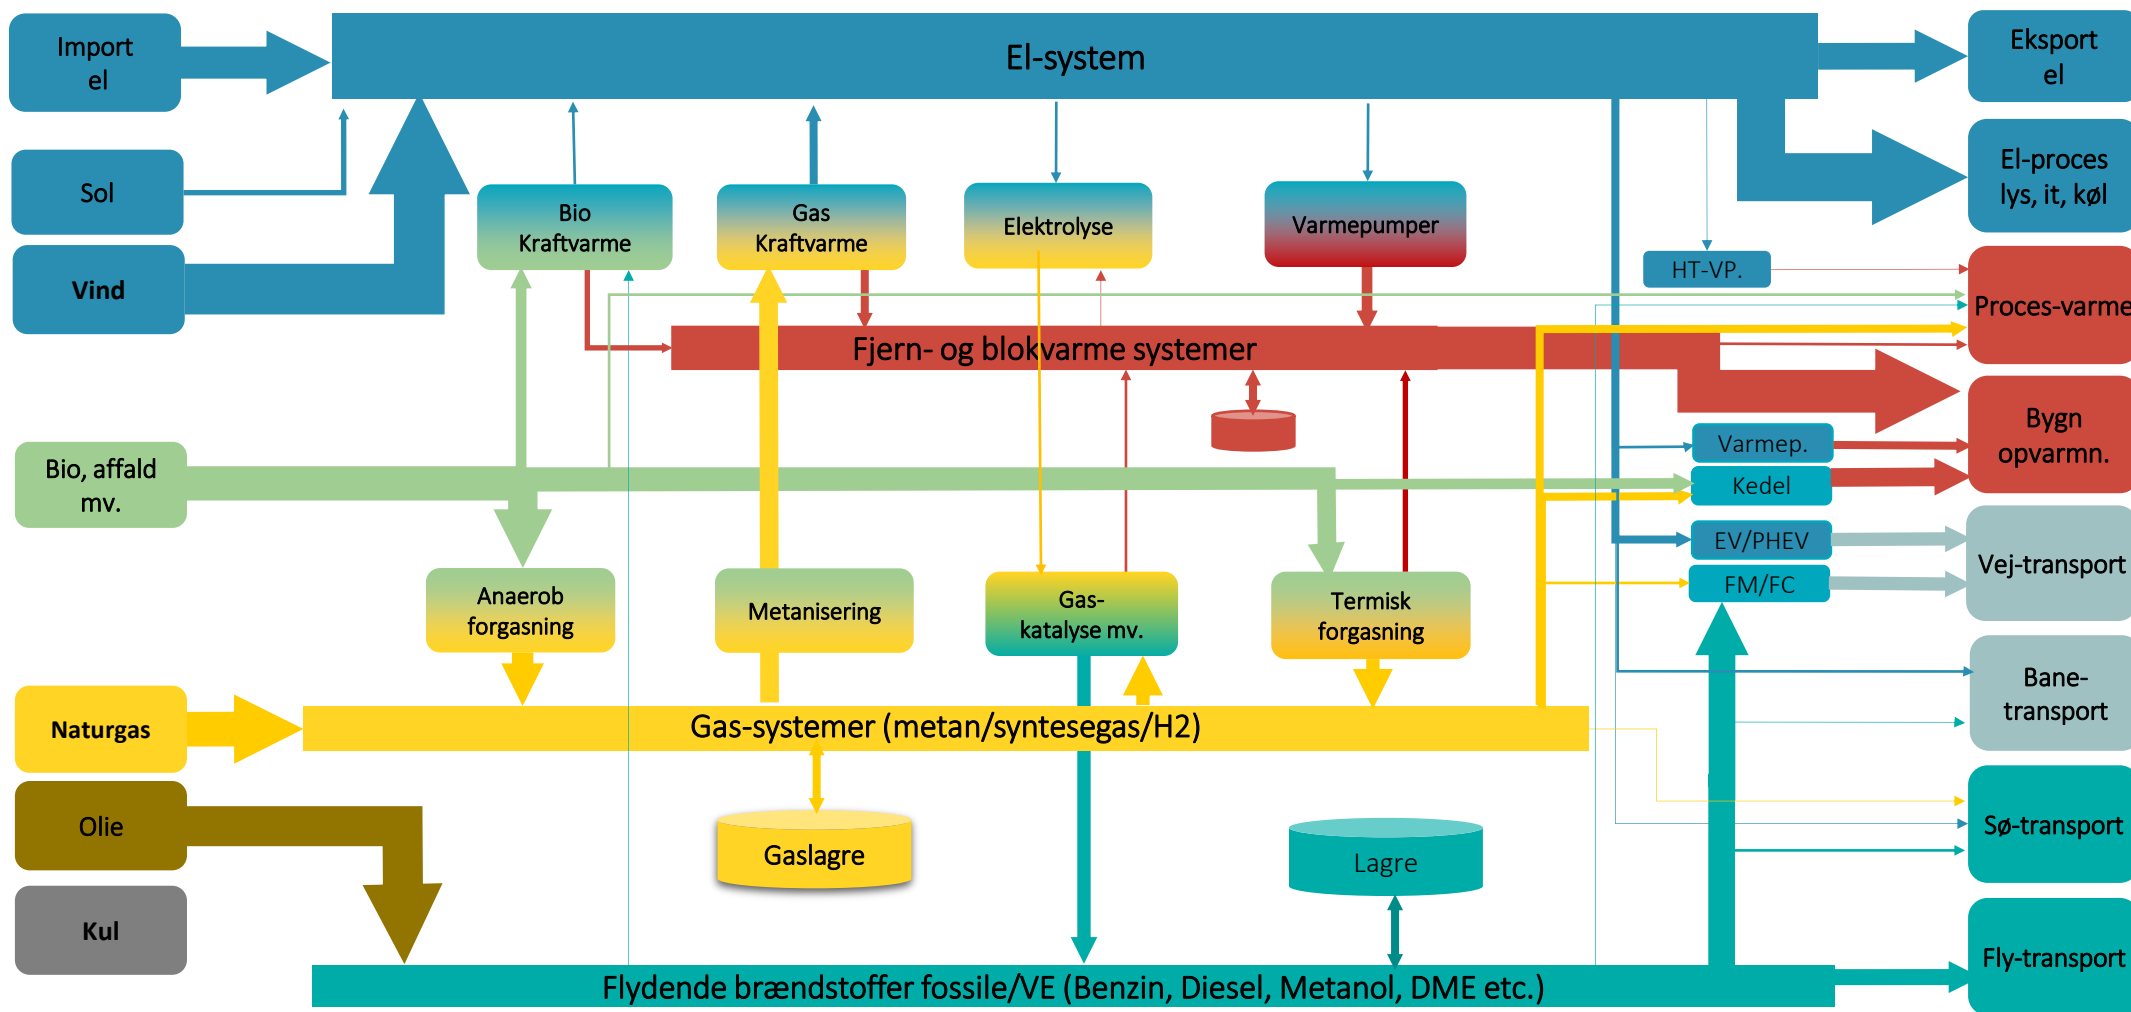 Import
el
El-system
Eksport
el
Sol
El-proces
lys, it, køl
Bio
Kraftvarme
Gas
Kraftvarme
Elektrolyse
Varmepumper
Vind
HT-VP.
Proces-varme
Fjern- og blokvarme systemer
Bygn
opvarmn.
Varmep.
Kedel
Bio, affald
mv.
EV/PHEV
FM/FC
Vej-transport
Anaerob
forgasning
Metanisering
Gas-
katalyse mv.
Termisk
forgasning
Bane-
transport
Naturgas
Gas-systemer (metan/syntesegas/H2)
Olie
Gaslagre
Lagre
Sø-transport
Kul
Flydende brændstoffer fossile/VE (Benzin, Diesel, Metanol, DME etc.)
Fly-transport